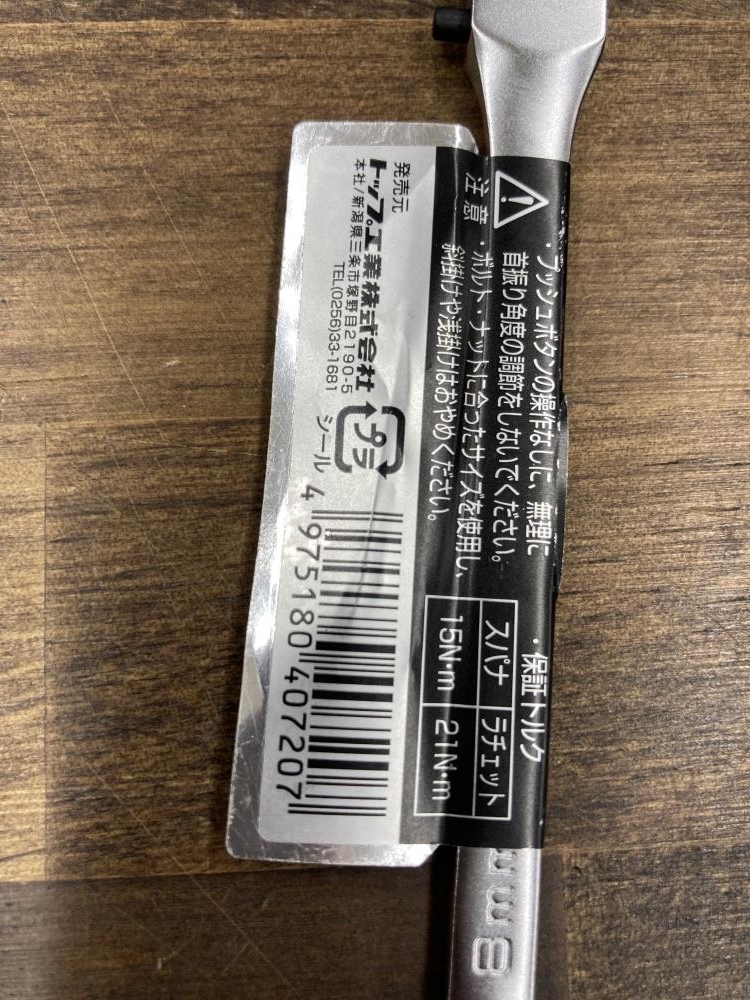 注意
・プッシュボタンの操作なしに、無理に
首振り角度の調節をしないでください。
・ボルト・ナットに合ったサイズを使用し、
斜掛けや浅掛けはおやめください。
・保証トルク
スパナ ラチェット
15N·m 21N·m
発売元
トップ工業株式会社
本社/新潟県三条市塚野目2190-5
TEL(0256)33-1681
プラ
シール
4 975180 407207
8mm